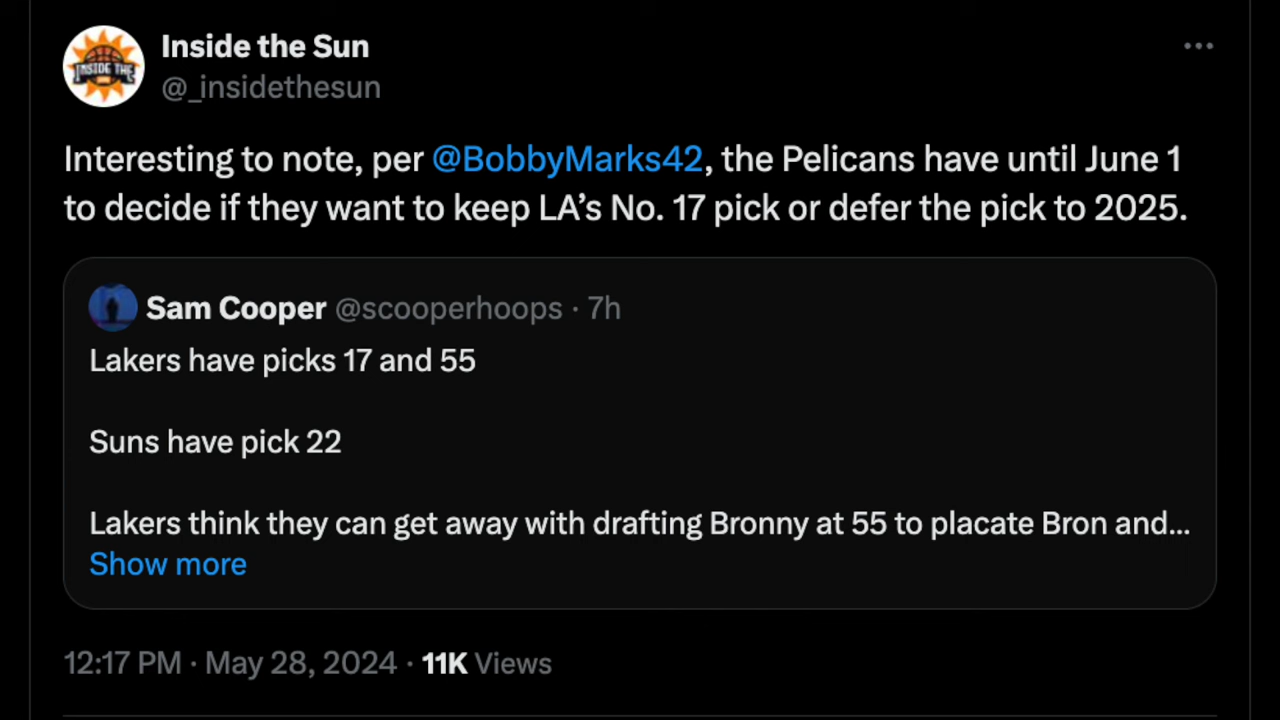 Inside the Sun
@_insidethesun
INSIDE THE
Interesting to note, per @BobbyMarks42, the Pelicans have until June 1
to decide if they want to keep LA’s No. 17 pick or defer the pick to 2025.
Sam Cooper @scooperhoops · 7h
Lakers have picks 17 and 55
Suns have pick 22
Lakers think they can get away with drafting Bronny at 55 to placate Bron and...
Show more
12:17 PM · May 28, 2024 · 11K Views